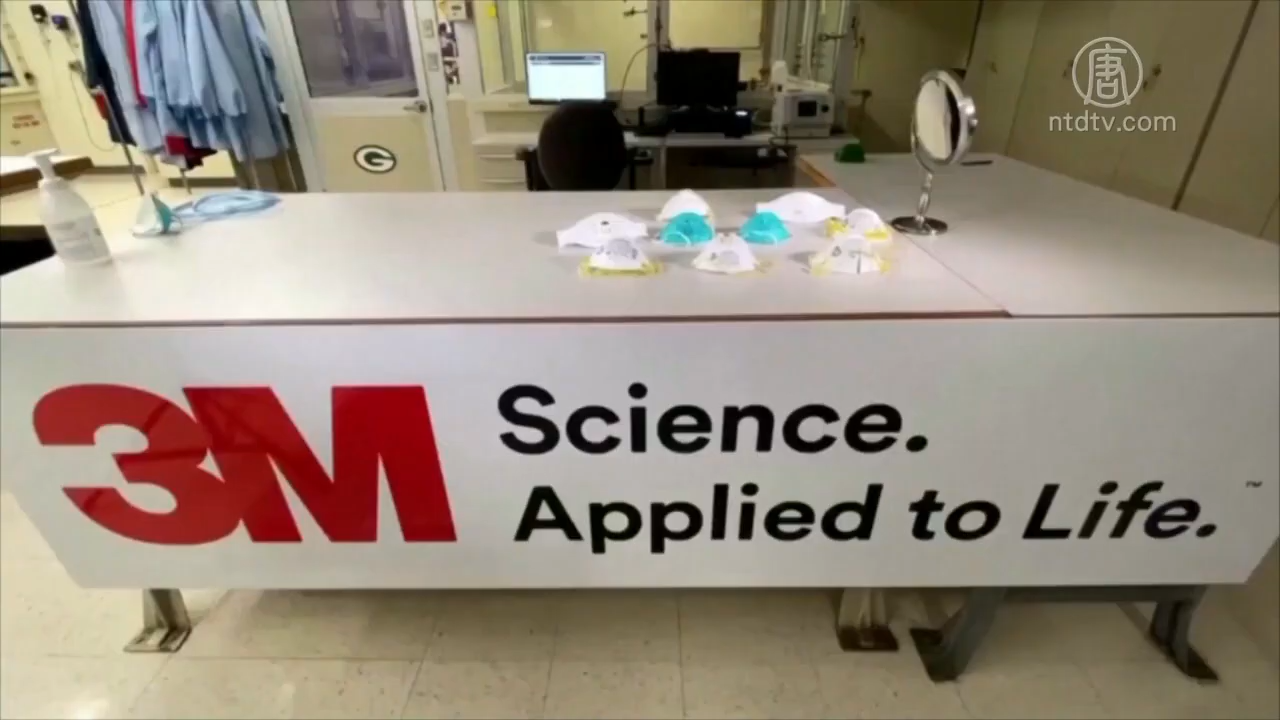 唐
ntdtv.com
G
3M
Science.
Applied to Life.™